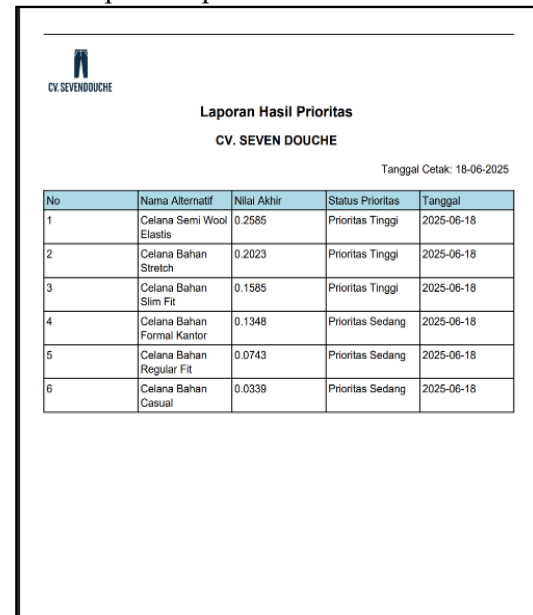 CV. SEVENDOUCHE
Laporan Hasil Prioritas
CV. SEVEN DOUCHE
Tanggal Cetak: 18-06-2025
No Nama Alternatif Nilai Akhir Status Prioritas Tanggal
1 Celana Semi Wool Elastis 0.2585 Prioritas Tinggi 2025-06-18
2 Celana Bahan Stretch 0.2023 Prioritas Tinggi 2025-06-18
3 Celana Bahan Slim Fit 0.1585 Prioritas Tinggi 2025-06-18
4 Celana Bahan Formal Kantor 0.1348 Prioritas Sedang 2025-06-18
5 Celana Bahan Regular Fit 0.0743 Prioritas Sedang 2025-06-18
6 Celana Bahan Casual 0.0339 Prioritas Sedang 2025-06-18